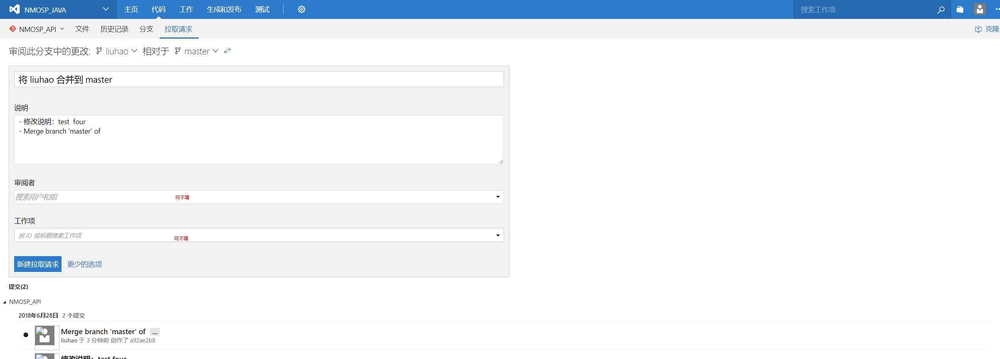 NMOSP_JAVA 主页 代码 工作 生成和发布 测试 搜索工作项
NMOSP_API 文件 历史记录 分支 拉取请求 克隆
审阅此分支中的更改: liuhao 相对于 master
将 liuhao 合并到 master
说明
- 修改说明：test four
- Merge branch 'master' of
审阅者
搜索用户和组 可不填
工作项
按 ID 或标题搜索工作项 可不填
新建拉取请求 更少的选项
提交(2)
NMOSP_API
2018年6月28日 2 个提交
Merge branch 'master' of ...
liuhao 于 3 分钟前 创作了 a92ae2b8
修改说明：test four